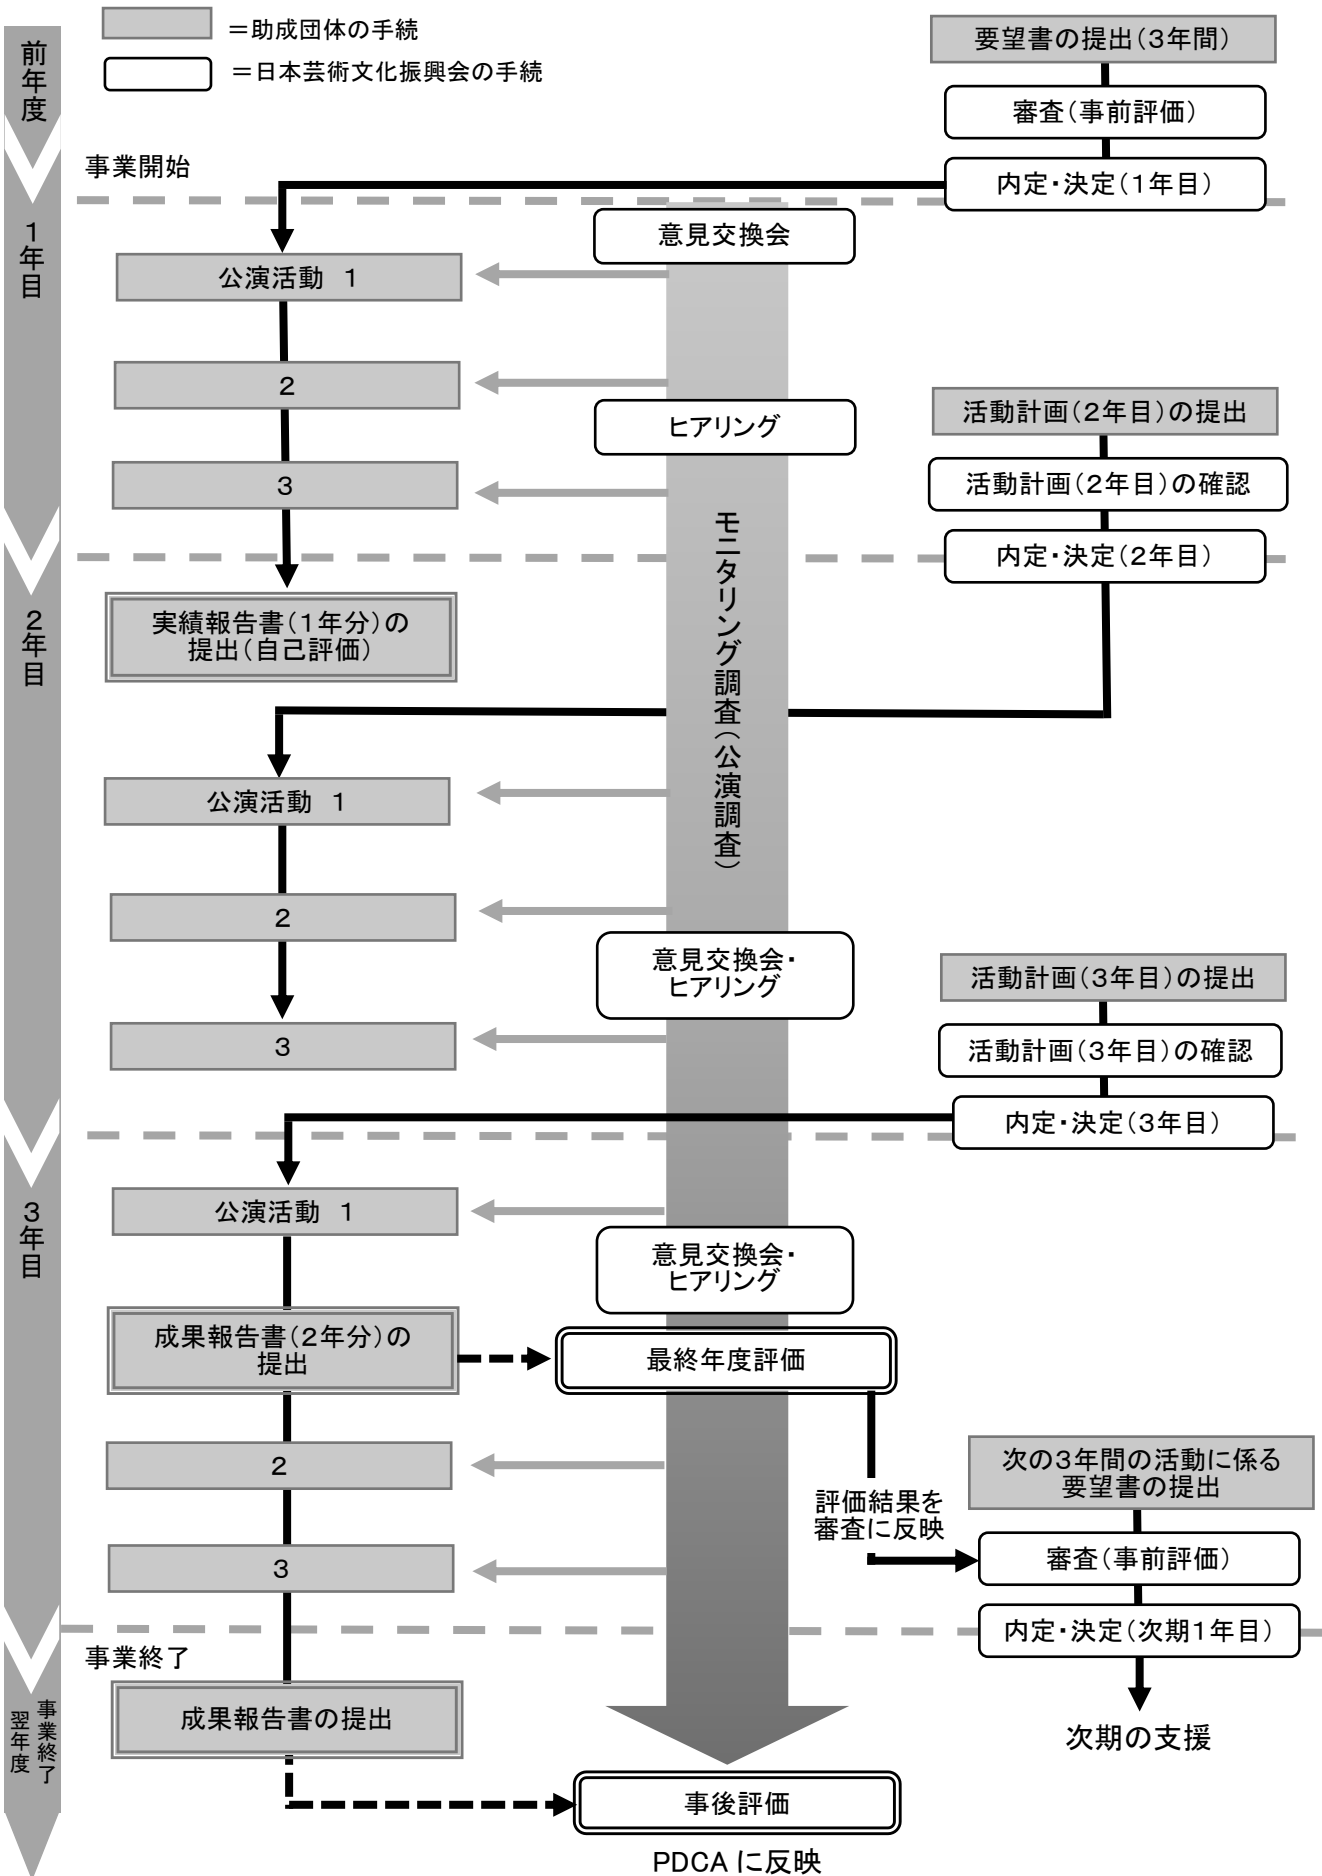 ＝助成団体の手続
＝日本芸術文化振興会の手続
前年度
要望書の提出（3年間）
審査（事前評価）
内定・決定（1年目）
事業開始
1年目
意見交換会
公演活動　1
2
ヒアリング
3
活動計画（2年目）の提出
活動計画（2年目）の確認
内定・決定（2年目）
モニタリング調査（公演調査）
2年目
実績報告書（1年分）の
提出（自己評価）
公演活動　1
2
意見交換会・
ヒアリング
3
活動計画（3年目）の提出
活動計画（3年目）の確認
内定・決定（3年目）
3年目
公演活動　1
意見交換会・
ヒアリング
成果報告書（2年分）の
提出
最終年度評価
2
3
評価結果を
審査に反映
次の3年間の活動に係る
要望書の提出
審査（事前評価）
内定・決定（次期1年目）
次期の支援
事業終了
事業終了
翌年度
成果報告書の提出
事後評価
PDCA に反映